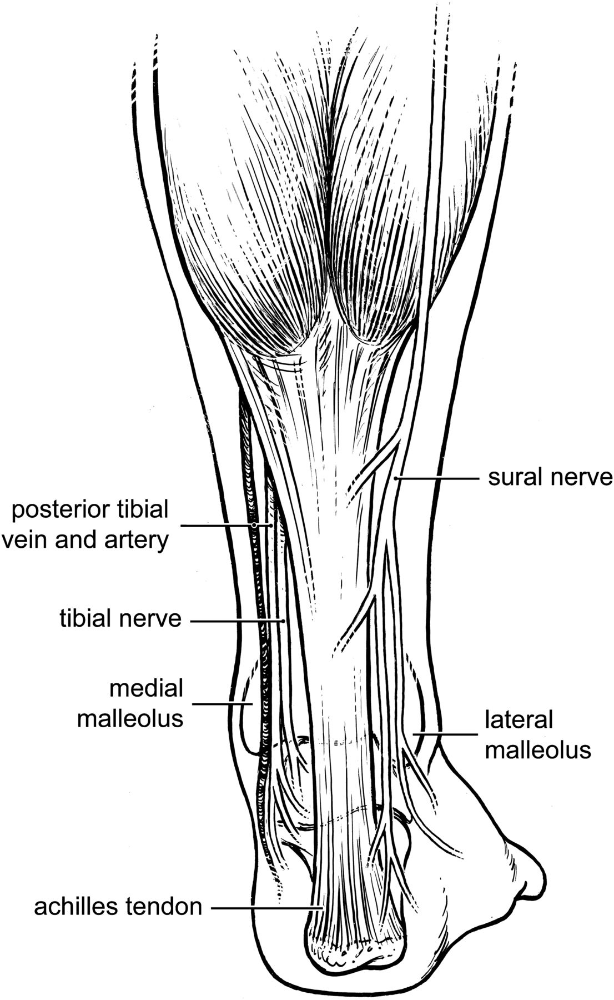 sural nerve
posterior tibial
vein and artery
tibial nerve
medial
malleolus
lateral
malleolus
achilles tendon